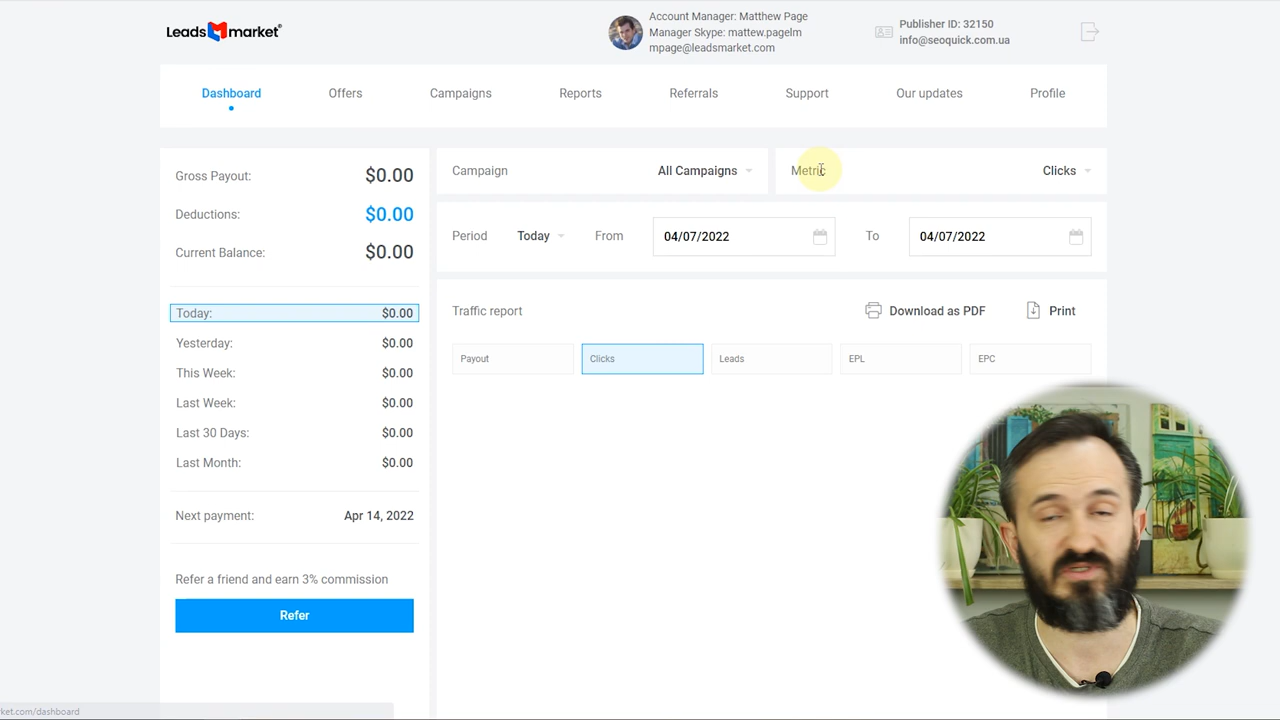 Leads market®
Account Manager: Matthew Page
Manager Skype: mattew.pagelm
mpage@leadsmarket.com
Publisher ID: 32150
info@seoquick.com.ua
Dashboard Offers Campaigns Reports Referrals Support Our updates Profile
Gross Payout: $0.00
Deductions: $0.00
Current Balance: $0.00
Today: $0.00
Yesterday: $0.00
This Week: $0.00
Last Week: $0.00
Last 30 Days: $0.00
Last Month: $0.00
Next payment: Apr 14, 2022
Refer a friend and earn 3% commission
Refer
Campaign All Campaigns
Metric Clicks
Period Today From 04/07/2022 To 04/07/2022
Traffic report Download as PDF Print
Payout Clicks Leads EPL EPC
ket.com/dashboard